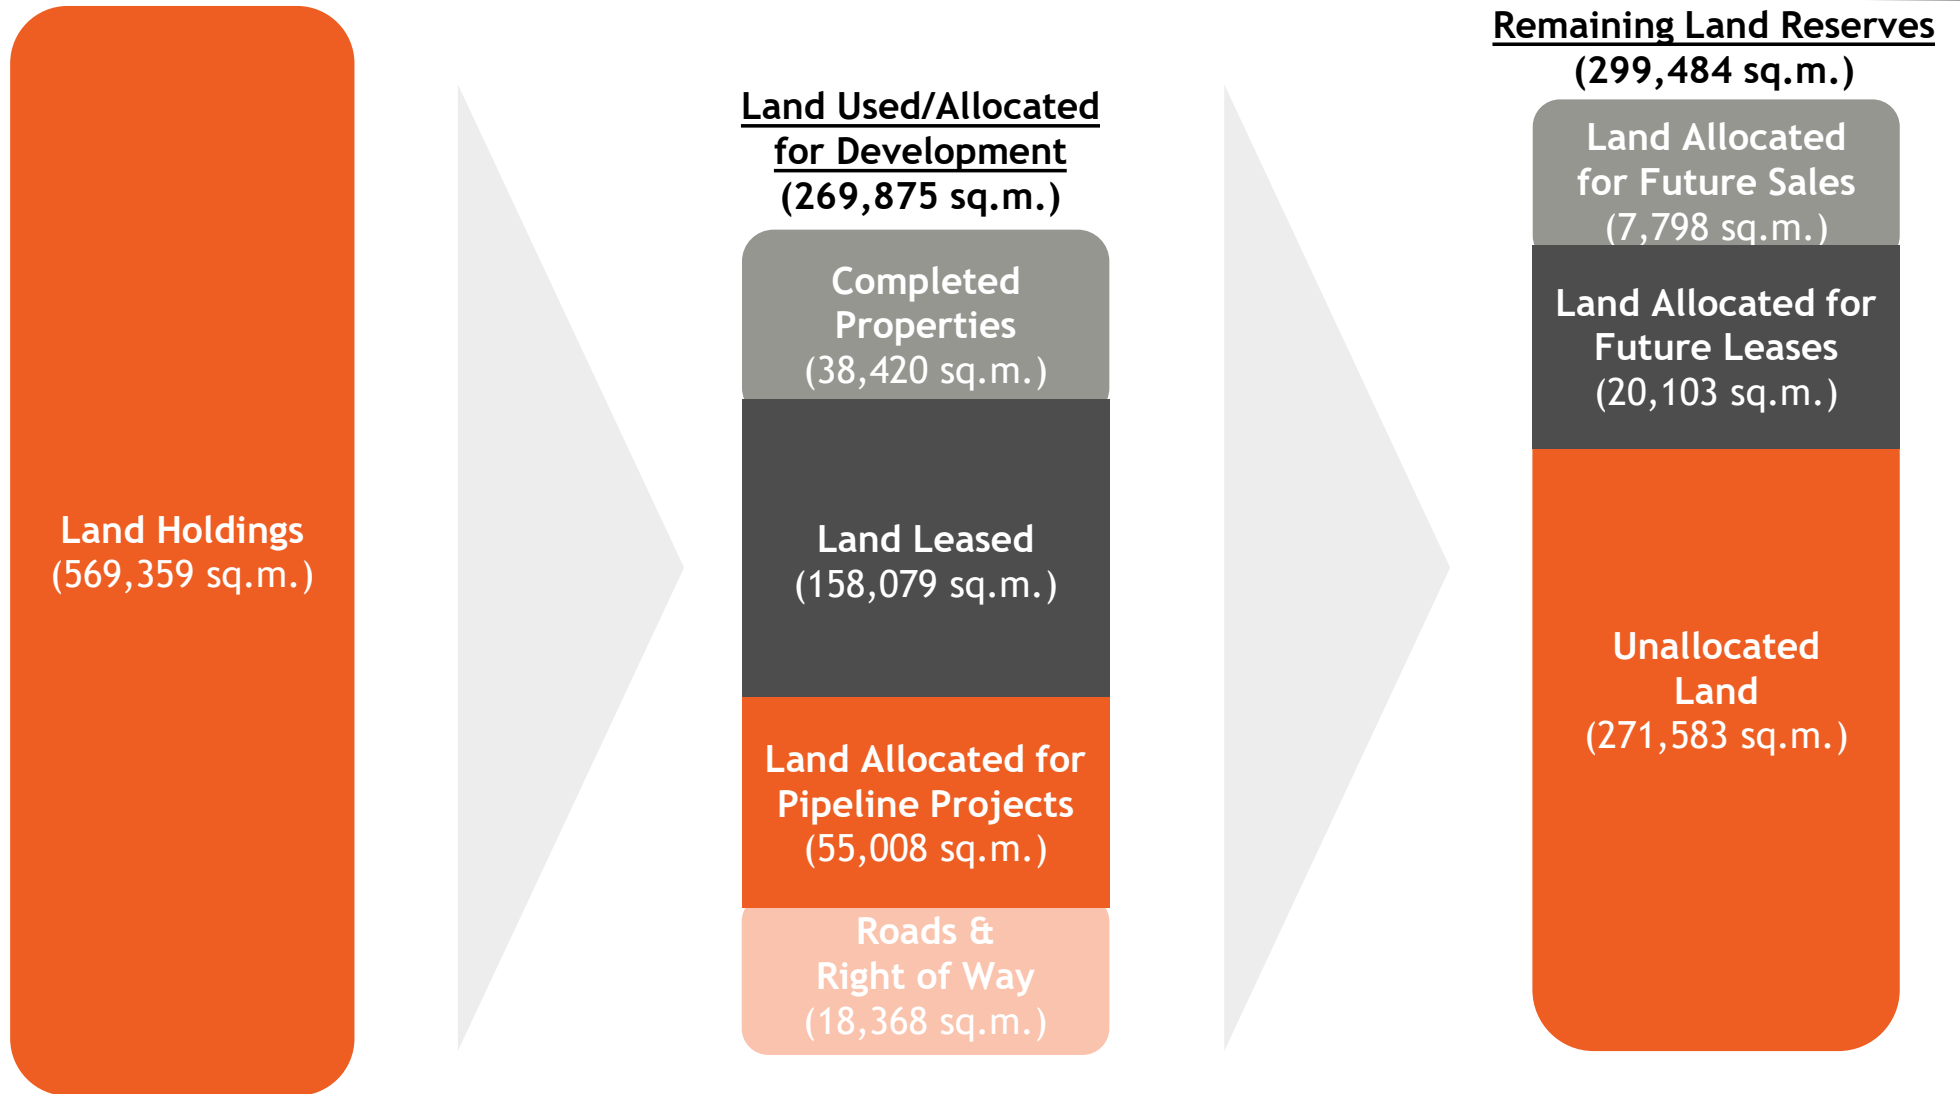 Land Holdings
(569,359 sq.m.)
Land Used/Allocated
for Development
(269,875 sq.m.)
Completed
Properties
(38,420 sq.m.)
Land Leased
(158,079 sq.m.)
Land Allocated for
Pipeline Projects
(55,008 sq.m.)
Roads &
Right of Way
(18,368 sq.m.)
Remaining Land Reserves
(299,484 sq.m.)
Land Allocated
for Future Sales
(7,798 sq.m.)
Land Allocated for
Future Leases
(20,103 sq.m.)
Unallocated
Land
(271,583 sq.m.)